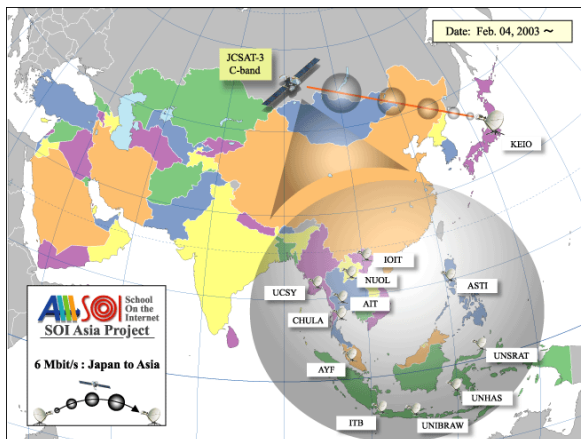 Date: Feb. 04, 2003 ～
JCSAT-3
C-band
KEIO
IOIT
NUOL
ASTI
UCSY
AIT
CHULA
AYF
UNSRAT
UNHAS
ITB
UNIBRAW
AI3 SOI School
On the
Internet
SOI Asia Project
6 Mbit/s : Japan to Asia